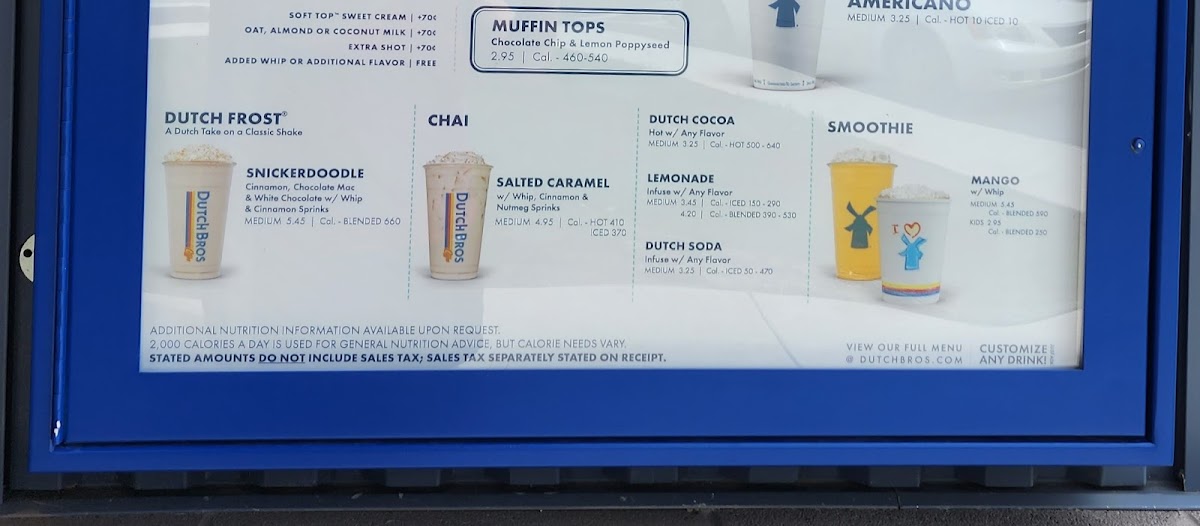 SOFT TOP™ SWEET CREAM | +70¢
OAT, ALMOND OR COCONUT MILK | +70¢
EXTRA SHOT | +70¢
ADDED WHIP OR ADDITIONAL FLAVOR | FREE
MUFFIN TOPS
Chocolate Chip & Lemon Poppyseed
2.95 | Cal. - 460-540
AMERICANO
MEDIUM 3.25 | Cal. - HOT 10 ICED 10
DUTCH FROST®
A Dutch Take on a Classic Shake
DUTCH BROS
SNICKERDOODLE
Cinnamon, Chocolate Mac
& White Chocolate w/ Whip
& Cinnamon Sprinks
MEDIUM 5.45 | Cal. - BLENDED 660
CHAI
DUTCH BROS
SALTED CARAMEL
w/ Whip, Cinnamon &
Nutmeg Sprinks
MEDIUM 4.95 | Cal. - HOT 410
ICED 370
DUTCH COCOA
Hot w/ Any Flavor
MEDIUM 3.25 | Cal. - HOT 500 - 640
LEMONADE
Infuse w/ Any Flavor
MEDIUM 3.45 | Cal. - ICED 150 - 290
4.20 | Cal. - BLENDED 390 - 530
DUTCH SODA
Infuse w/ Any Flavor
MEDIUM 3.25 | Cal. - ICED 50 - 470
SMOOTHIE
I
MANGO
w/ Whip
MEDIUM 5.45
Cal. - BLENDED 590
KIDS 2.95
Cal. - BLENDED 350
ADDITIONAL NUTRITION INFORMATION AVAILABLE UPON REQUEST.
2,000 CALORIES A DAY IS USED FOR GENERAL NUTRITION ADVICE, BUT CALORIE NEEDS VARY.
STATED AMOUNTS DO NOT INCLUDE SALES TAX; SALES TAX SEPARATELY STATED ON RECEIPT.
VIEW OUR FULL MENU
@ DUTCHBROS.COM
CUSTOMIZE
ANY DRINK!